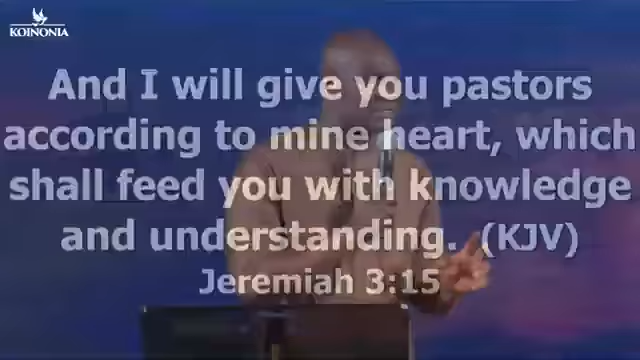 KOINONIA
And I will give you pastors
according to mine heart, which
shall feed you with knowledge
and understanding. (KJV)
Jeremiah 3:15